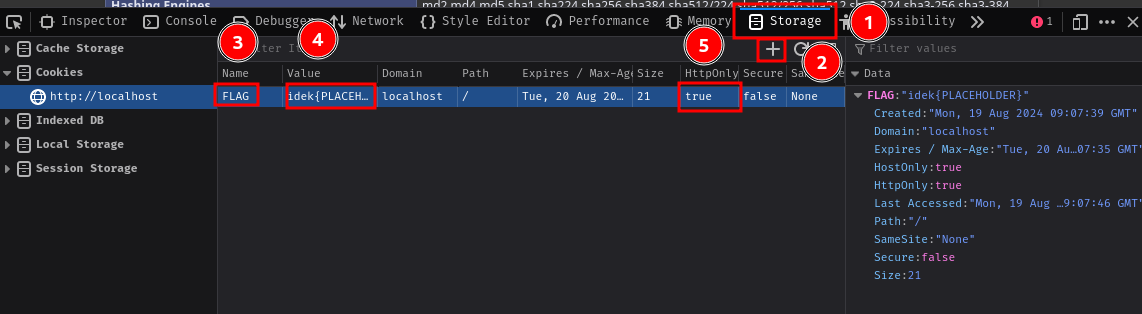 Hashing Engines md2 md4 md5 sha1 sha224 sha256 sha384 sha512/224 sha512/256 sha512 sha3-224 sha3-256 sha3-384
Inspector Console Debugger Network Style Editor Performance Memory Storage 1 1
Cache Storage
Cookies
http://localhost
Indexed DB
Local Storage
Session Storage
3 4 5 2 Filter values
Name Value Domain Path Expires / Max-Age Size HttpOnly Secure
FLAG idek{PLACEH… localhost / Tue, 20 Aug 20… 21 true false None
Data
FLAG:"idek{PLACEHOLDER}"
Created:"Mon, 19 Aug 2024 09:07:39 GMT"
Domain:"localhost"
Expires / Max-Age:"Tue, 20 Au…07:35 GMT"
HostOnly:true
HttpOnly:true
Last Accessed:"Mon, 19 Aug …9:07:46 GMT"
Path:"/"
SameSite:"None"
Secure:false
Size:21